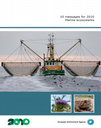 10 messages for 2010
Marine ecosystems
2010
European Environment Agency